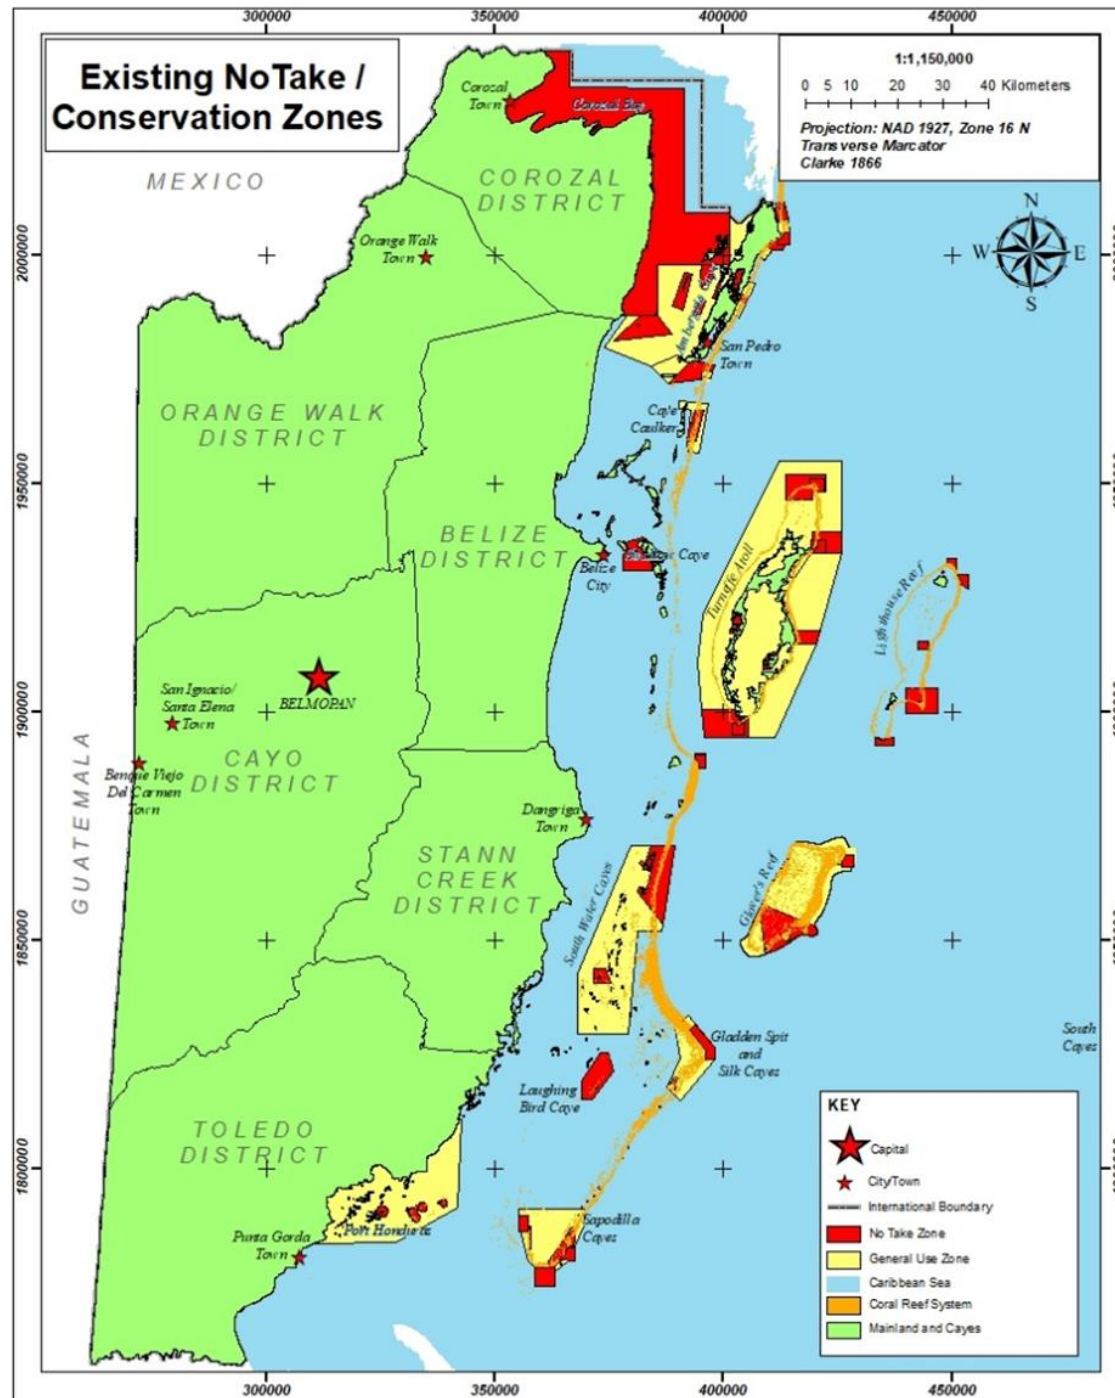 300000
350000
400000
450000
Existing NoTake /
Conservation Zones
1:1,150,000
0 5 10 20 30 40 Kilometers
Projection: NAD 1927, Zone 16 N
Transverse Marcator
Clarke 1866
N
W
E
S
MEXICO
Corozal
Town
Corozal Bay
COROZAL
DISTRICT
Orange Walk
Town
2000000
Ambergris Caye
San Pedro
Town
Caye
Caulker
ORANGE WALK
DISTRICT
1950000
BELIZE
DISTRICT
Belize
City
Caye
Turneffe Atoll
Lighthouse Reef
San Ignacio/
Santa Elena
Town
BELMOPAN
1900000
GUATEMALA
Benque Viejo
Del Carmen
Town
CAYO
DISTRICT
Dangriga
Town
STANN
CREEK
DISTRICT
South Water Cayes
Glover's Reef
1850000
Gladden Spit
and
Silk Cayes
South
Cayes
Laughing
Bird Caye
TOLEDO
DISTRICT
1800000
Port Honduras
Punta Gorda
Town
Sapodilla
Cayes
KEY
Capital
City/Town
International Boundary
No Take Zone
General Use Zone
Caribbean Sea
Coral Reef System
Mainland and Cayes
300000
350000
400000
450000